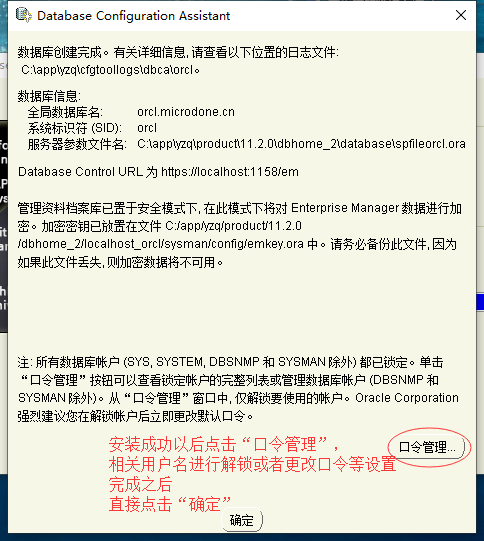 Database Configuration Assistant
数据库创建完成。有关详细信息, 请查看以下位置的日志文件:
C:\app\yzq\cfgtoollogs\dbca\orcl。
数据库信息:
全局数据库名: orcl.microdone.cn
系统标识符 (SID): orcl
服务器参数文件名: C:\app\yzq\product\11.2.0\dbhome_2\database\spfileorcl.ora
Database Control URL 为 https://localhost:1158/em
管理资料档案库已置于安全模式下, 在此模式下将对 Enterprise Manager 数据进行加
密。加密密钥已放置在文件 C:/app/yzq/product/11.2.0
/dbhome_2/localhost_orcl/sysman/config/emkey.ora 中。请务必备份此文件, 因为
如果此文件丢失, 则加密数据将不可用。
注: 所有数据库帐户 (SYS, SYSTEM, DBSNMP 和 SYSMAN 除外) 都已锁定。单击
“口令管理”按钮可以查看锁定帐户的完整列表或管理数据库帐户 (DBSNMP 和
SYSMAN 除外)。从“口令管理”窗口中, 仅解锁要使用的帐户。Oracle Corporation
强烈建议您在解锁帐户后立即更改默认口令。
安装成功以后点击“口令管理”,
口令管理...
相关用户名进行解锁或者更改口令等设置
完成之后
直接点击“确定”
确定